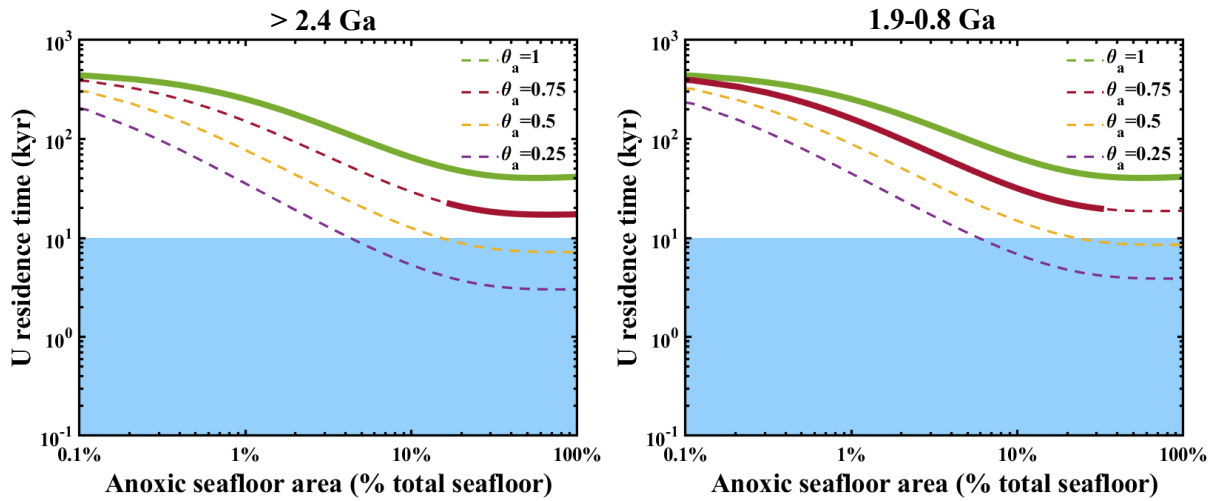 > 2.4 Ga
U residence time (kyr)
10³
10²
10¹
10⁰
10⁻¹
θₐ=1
θₐ=0.75
θₐ=0.5
θₐ=0.25
0.1%
1%
10%
100%
Anoxic seafloor area (% total seafloor)
1.9-0.8 Ga
U residence time (kyr)
10³
10²
10¹
10⁰
10⁻¹
θₐ=1
θₐ=0.75
θₐ=0.5
θₐ=0.25
0.1%
1%
10%
100%
Anoxic seafloor area (% total seafloor)